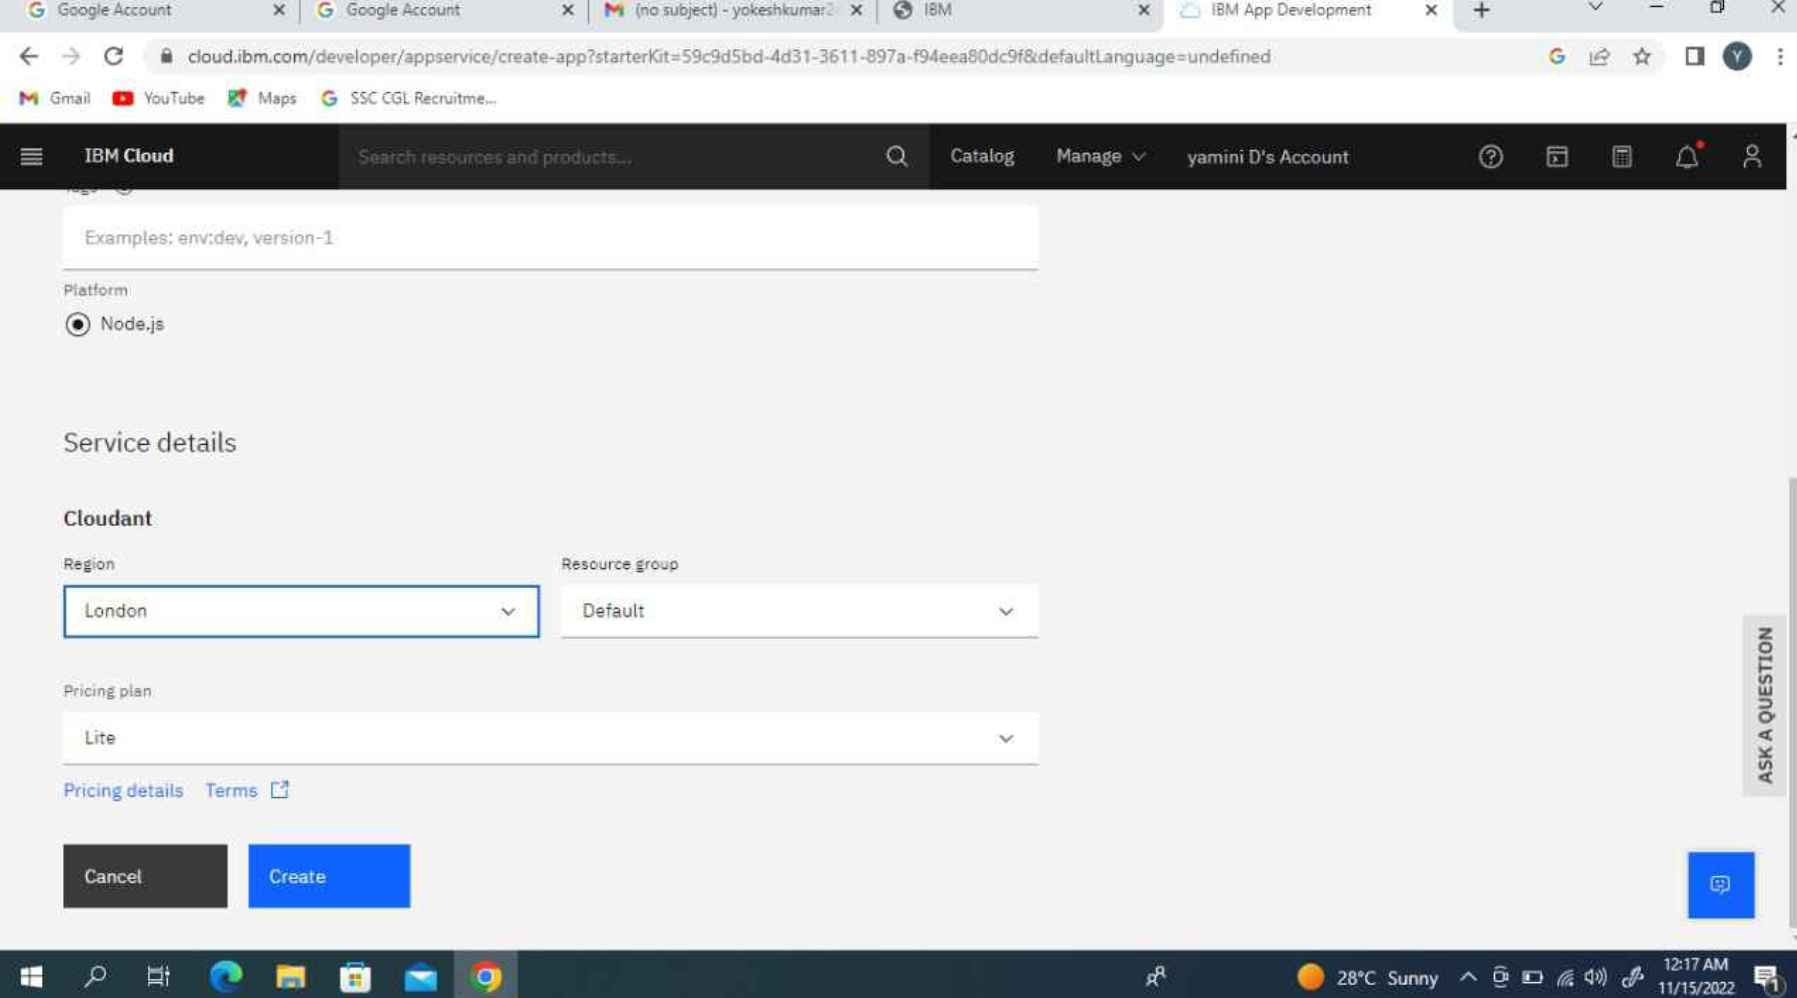 Google Account
Google Account
(no subject) - yokeshkumar2
IBM
IBM App Development
cloud.ibm.com/developer/appservice/create-app?starterKit=59c9d5bd-4d31-3611-897a-f94eea80dc9f&defaultLanguage=undefined
Y
Gmail YouTube Maps SSC CGL Recruitme...
IBM Cloud
Search resources and products...
Catalog Manage yamini D's Account
Examples: env:dev, version-1
Platform
Node.js
Service details
Cloudant
Region Resource group
London Default
Pricing plan
Lite
Pricing details Terms
Cancel Create
ASK A QUESTION
28°C Sunny
12:17 AM
11/15/2022
1